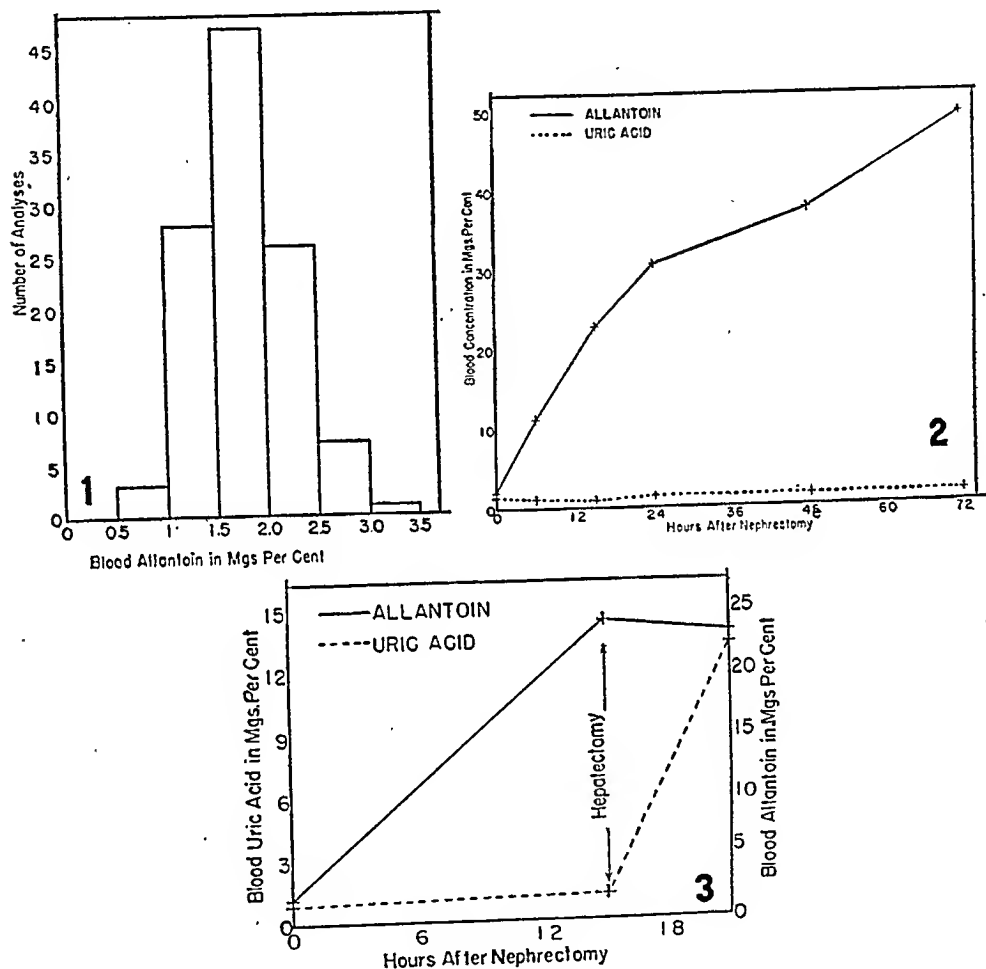 45
40
35
30
25
20
15
10
5
0
Number of Analyses
0 0.5 1. 1.5 2.0 2.5 3.0 3.5
Blood Allantoin in Mgs Per Cent
1
ALLANTOIN
URIC ACID
50
40
30
20
10
0
Blood Concentration in Mgs. Per Cent
0 12 24 36 48 60 72
Hours After Nephrectomy
2
ALLANTOIN
URIC ACID
15
12
9
6
3
0
Blood Uric Acid in Mgs. Per Cent
Hepatectomy
25
20
15
10
5
0
Blood Allantoin in Mgs. Per Cent
0 6 12 18
Hours After Nephrectomy
3